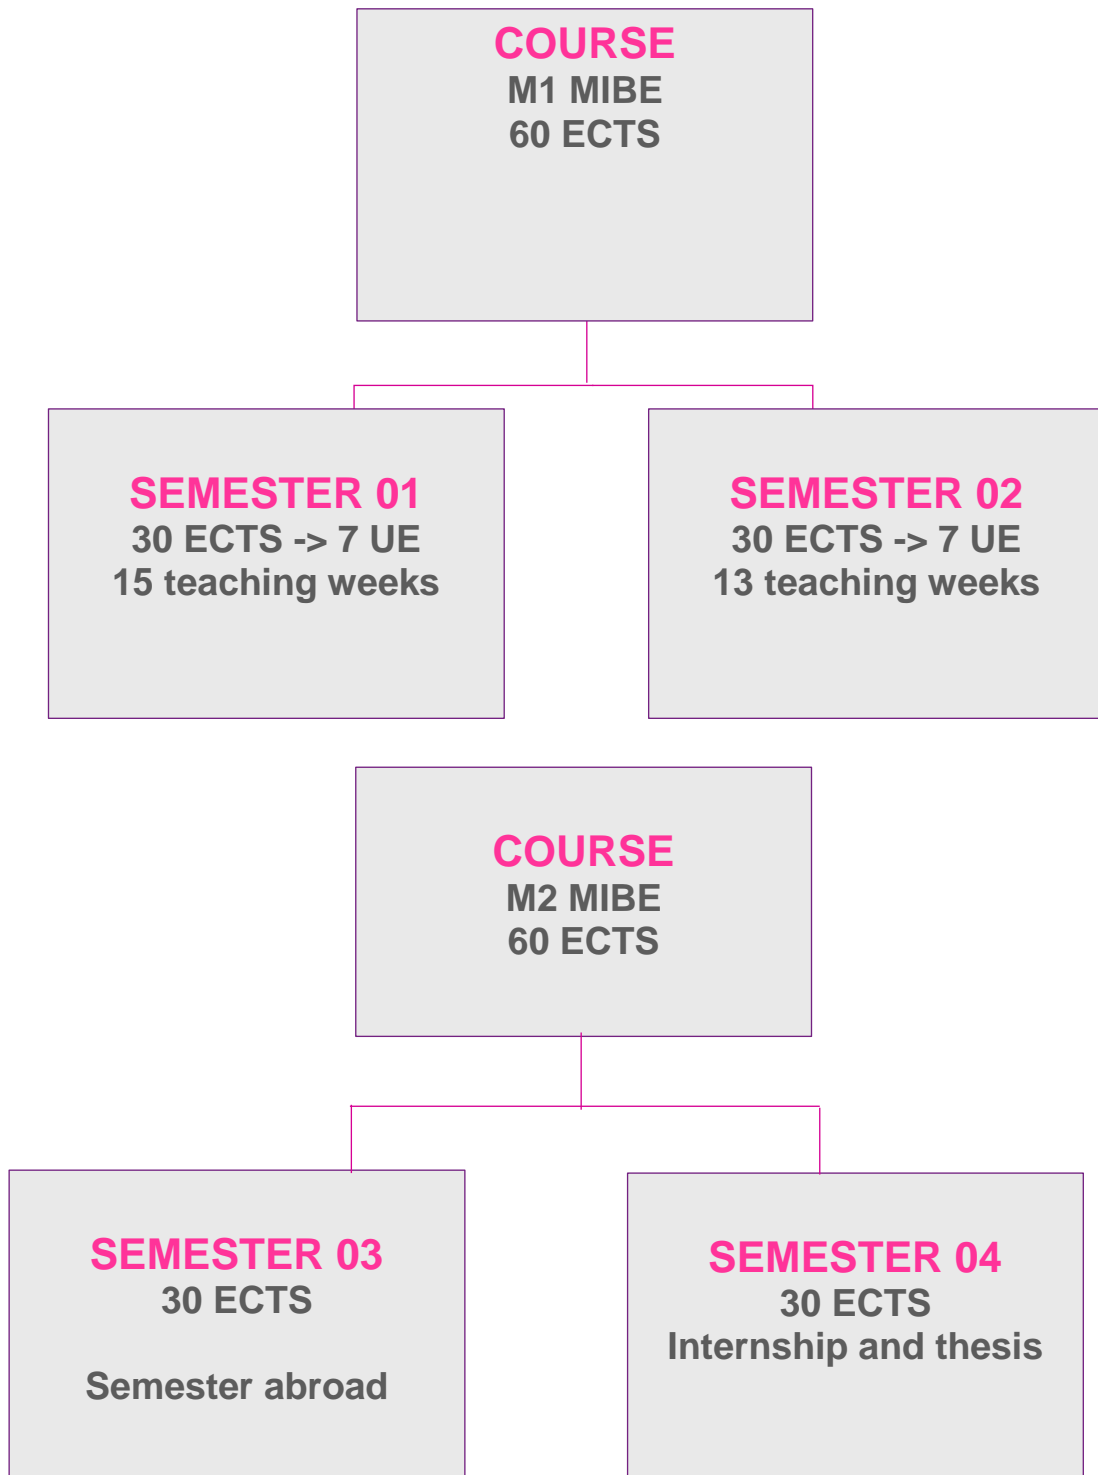 COURSE
M1 MIBE
60 ECTS
SEMESTER 01
30 ECTS -> 7 UE
15 teaching weeks
SEMESTER 02
30 ECTS -> 7 UE
13 teaching weeks
COURSE
M2 MIBE
60 ECTS
SEMESTER 03
30 ECTS
Semester abroad
SEMESTER 04
30 ECTS
Internship and thesis